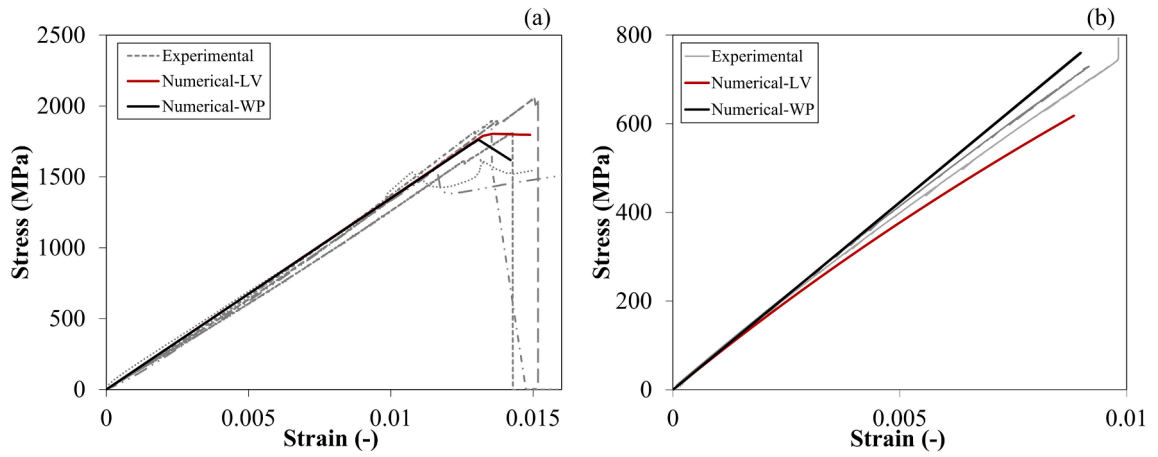 (a)
Stress (MPa)
2500
2000
1500
1000
500
0
Experimental
Numerical-LV
Numerical-WP
0 0.005 0.01 0.015
Strain (-)
(b)
Stress (MPa)
800
600
400
200
0
Experimental
Numerical-LV
Numerical-WP
0 0.005 0.01
Strain (-)